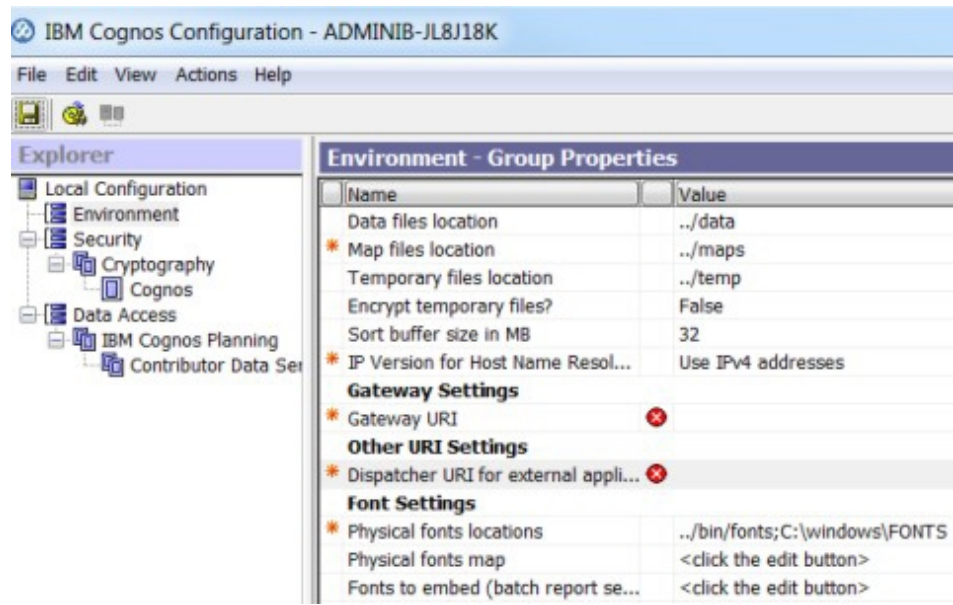 IBM Cognos Configuration - ADMINIB-JL8J18K
File Edit View Actions Help
Explorer
Local Configuration
Environment
Security
Cryptography
Cognos
Data Access
IBM Cognos Planning
Contributor Data Ser
Environment - Group Properties
Name Value
Data files location ../data
* Map files location ../maps
Temporary files location ../temp
Encrypt temporary files? False
Sort buffer size in MB 32
* IP Version for Host Name Resol... Use IPv4 addresses
Gateway Settings
* Gateway URI
Other URI Settings
* Dispatcher URI for external appli...
Font Settings
* Physical fonts locations ../bin/fonts;C:\windows\FONTS
Physical fonts map <click the edit button>
Fonts to embed (batch report se... <click the edit button>